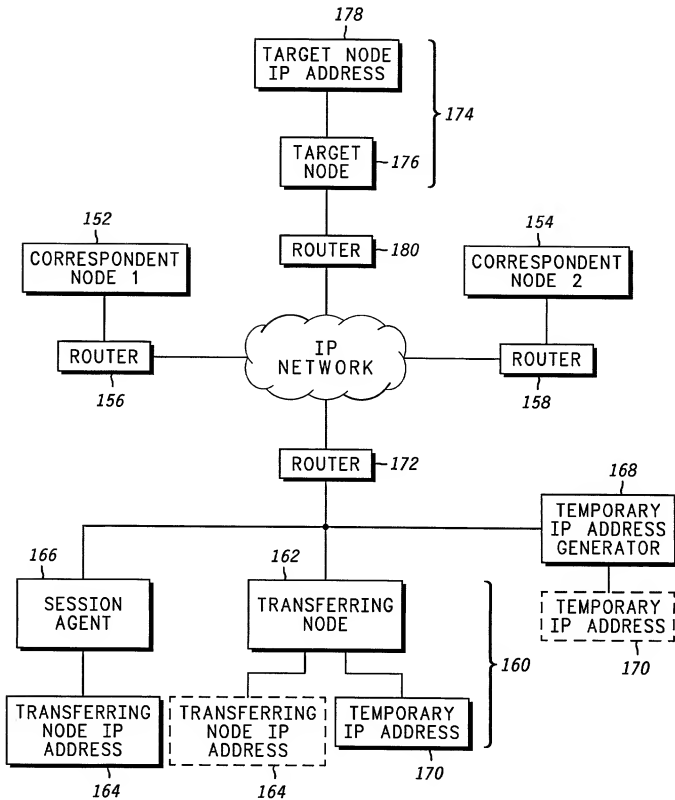 178
TARGET NODE
IP ADDRESS
174
TARGET
NODE
176
152
CORRESPONDENT
NODE 1
ROUTER
180
154
CORRESPONDENT
NODE 2
ROUTER
156
IP
NETWORK
ROUTER
158
ROUTER
172
168
TEMPORARY
IP ADDRESS
GENERATOR
166
SESSION
AGENT
162
TRANSFERRING
NODE
TEMPORARY
IP ADDRESS
170
160
TRANSFERRING
NODE IP
ADDRESS
164
TRANSFERRING
NODE IP
ADDRESS
164
TEMPORARY
IP ADDRESS
170